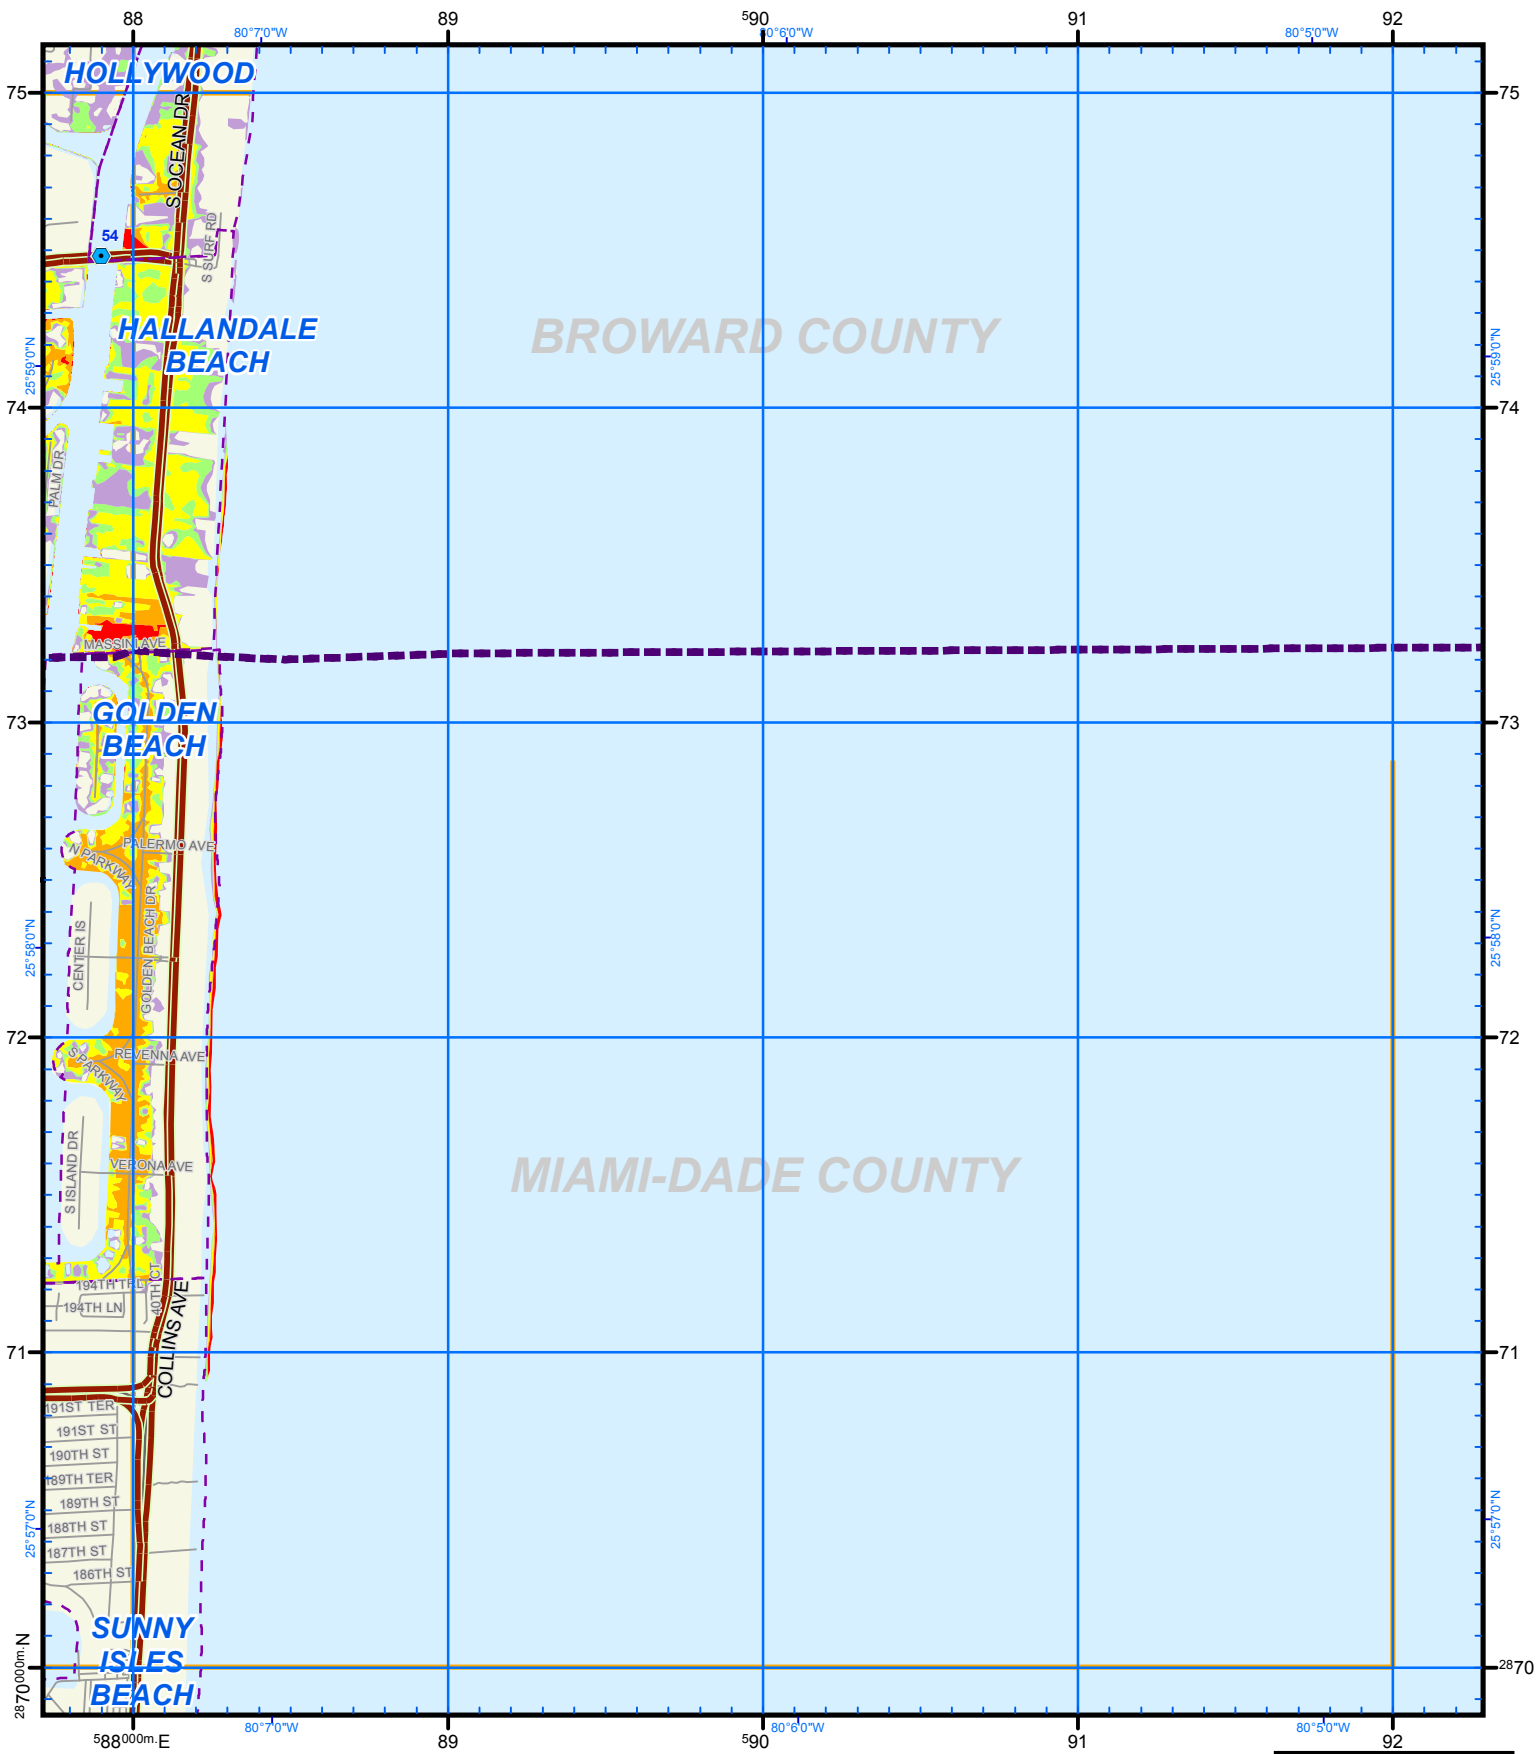 88 89 ⁵90 91 92
80°7'0"W 80°6'0"W 80°5'0"W
HOLLYWOOD
75 75
S OCEAN DR
S SURF RD
54
HALLANDALE
BEACH
BROWARD COUNTY
25°59'0"N 25°59'0"N
74 74
PALM DR
MASSINI AVE
GOLDEN
BEACH
73 73
PALERMO AVE
N PARKWAY
CENTER IS
GOLDEN BEACH DR
25°58'0"N 25°58'0"N
72 72
REVENNA AVE
S PARKWAY
S ISLAND DR
VERONA AVE
MIAMI-DADE COUNTY
194TH TRL
194TH LN
40TH CT
COLLINS AVE
71 71
191ST TER
191ST ST
190TH ST
189TH TER
189TH ST
188TH ST
187TH ST
186TH ST
25°57'0"N 25°57'0"N
SUNNY
ISLES
BEACH
²⁸70⁰⁰⁰ᵐ·N ²⁸70
80°7'0"W 80°6'0"W 80°5'0"W
⁵88⁰⁰⁰ᵐ·E 89 ⁵90 91 92